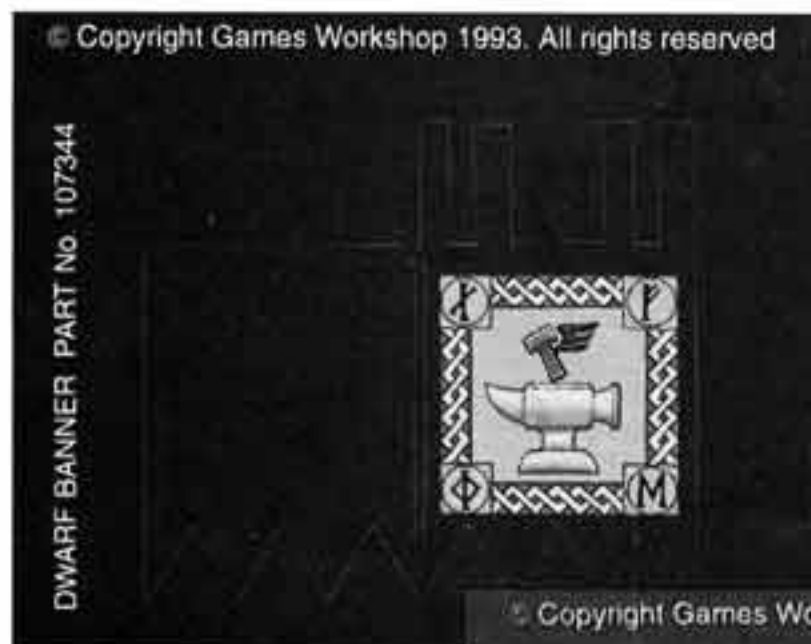 © Copyright Games Workshop 1993. All rights reserved
DWARF BANNER PART No. 107344
© Copyright Games Wo